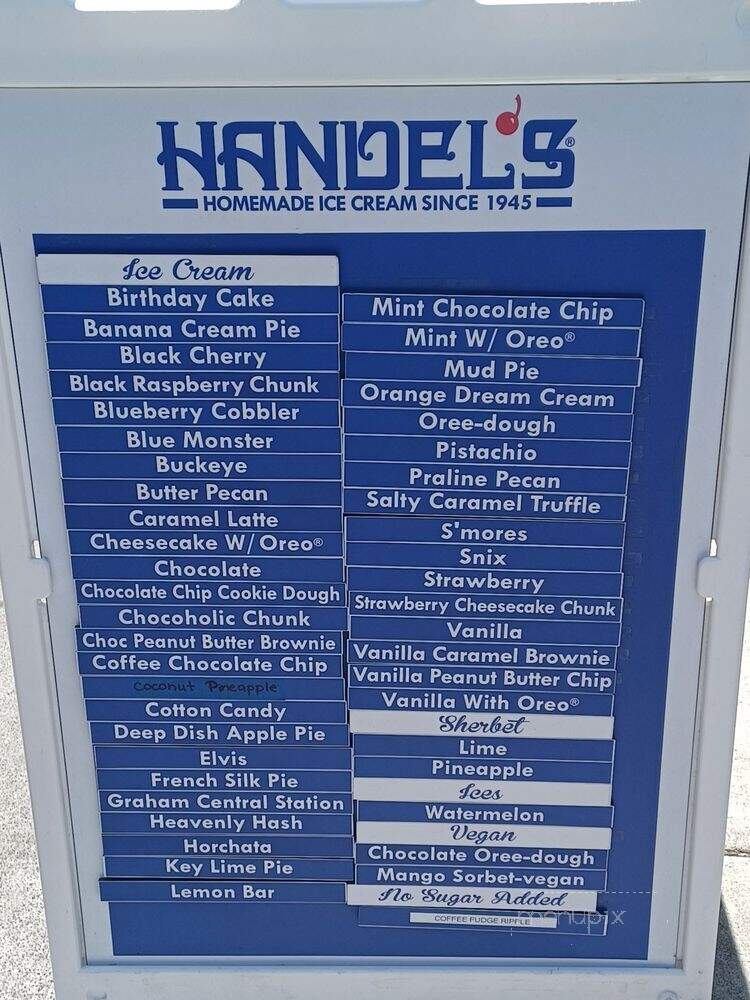 HANDEL'S®
HOMEMADE ICE CREAM SINCE 1945
Ice Cream
Birthday Cake
Banana Cream Pie
Black Cherry
Black Raspberry Chunk
Blueberry Cobbler
Blue Monster
Buckeye
Butter Pecan
Caramel Latte
Cheesecake W/ Oreo®
Chocolate
Chocolate Chip Cookie Dough
Chocoholic Chunk
Choc Peanut Butter Brownie
Coffee Chocolate Chip
Coconut Pineapple
Cotton Candy
Deep Dish Apple Pie
Elvis
French Silk Pie
Graham Central Station
Heavenly Hash
Horchata
Key Lime Pie
Lemon Bar
Mint Chocolate Chip
Mint W/ Oreo®
Mud Pie
Orange Dream Cream
Oree-dough
Pistachio
Praline Pecan
Salty Caramel Truffle
S'mores
Snix
Strawberry
Strawberry Cheesecake Chunk
Vanilla
Vanilla Caramel Brownie
Vanilla Peanut Butter Chip
Vanilla With Oreo®
Sherbet
Lime
Pineapple
Ices
Watermelon
Vegan
Chocolate Oree-dough
Mango Sorbet-vegan
No Sugar Added
COFFEE FUDGE RIPPLE